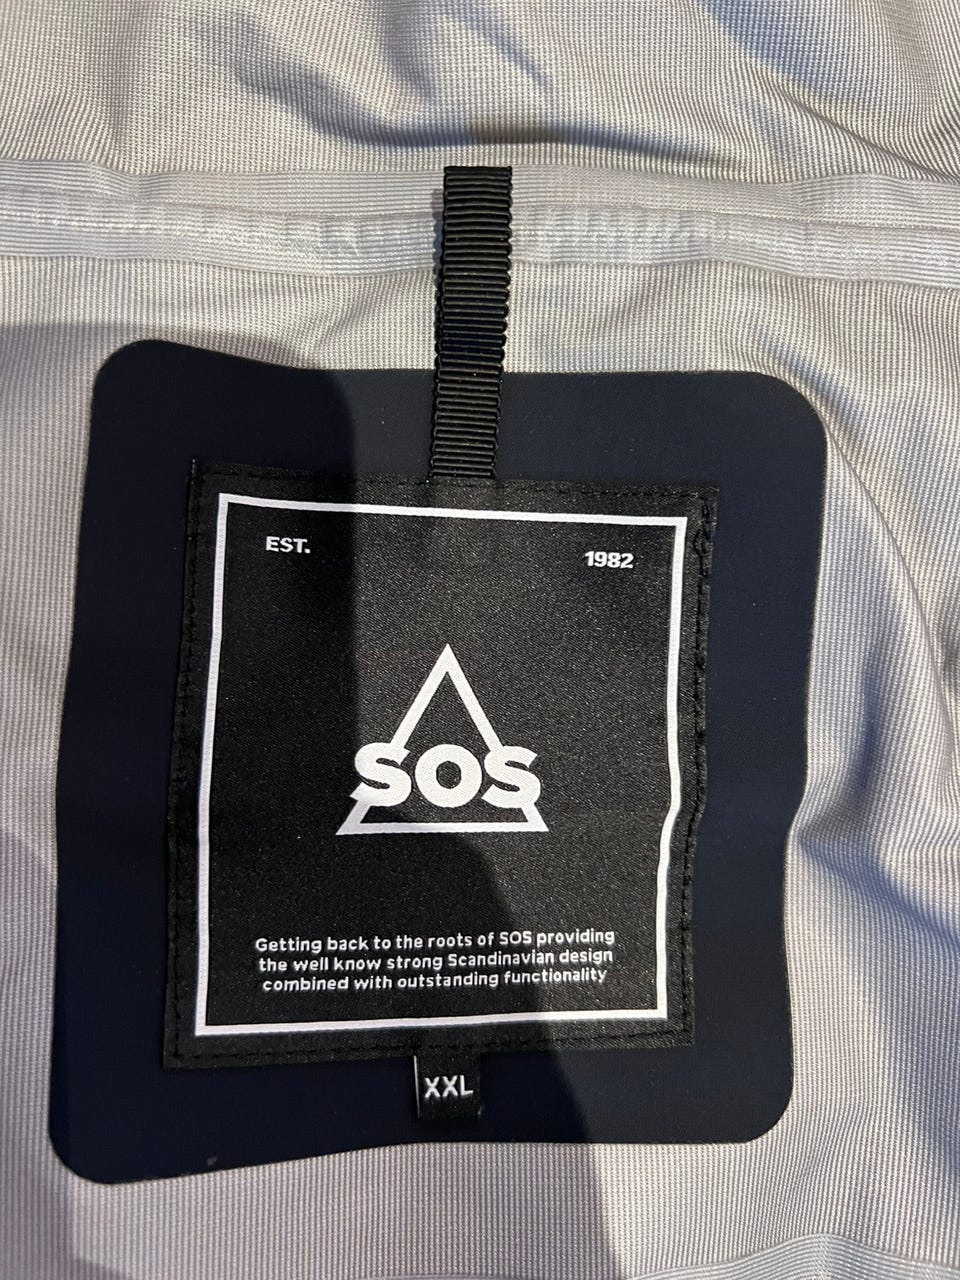 EST. 1982
SOS
Getting back to the roots of SOS providing
the well know strong Scandinavian design
combined with outstanding functionality
XXL